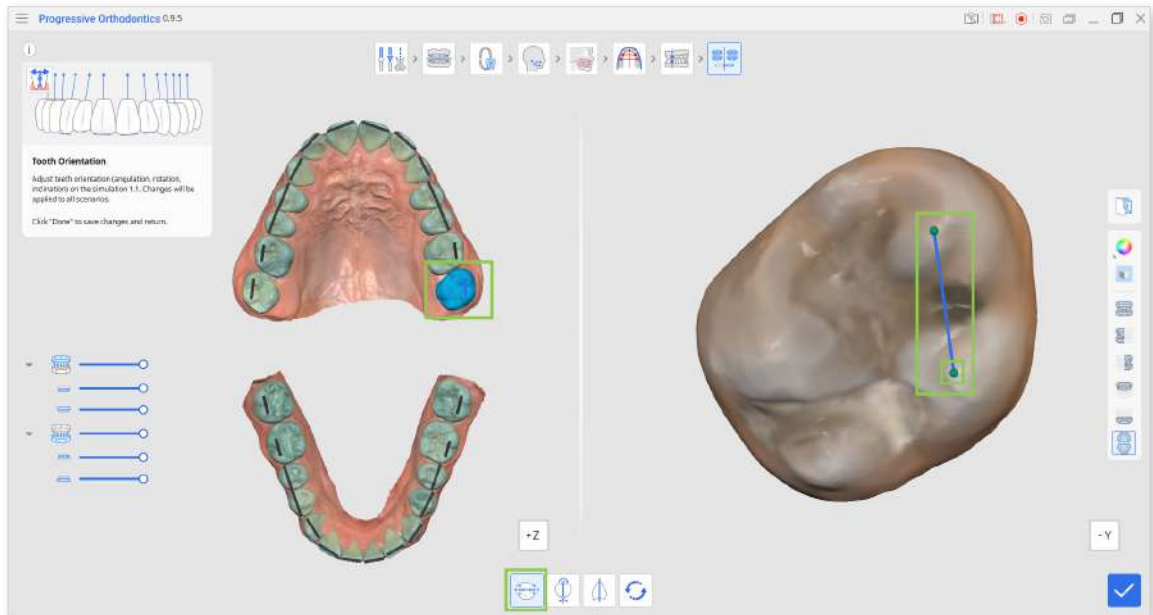 Progressive Orthodontics 0.9.5
Tooth Orientation
Adjust teeth orientation (angulation, rotation,
inclination) on the simulation 1.1. Changes will be
applied to all scenarios.
Click "Done" to save changes and return.
+Z
-Y